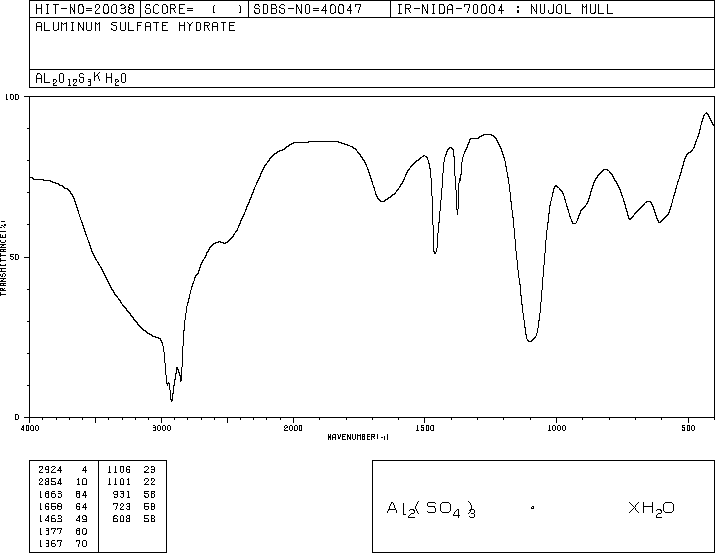 HIT-NO=20038 SCORE= ( ) SDBS-NO=40047 IR-NIDA-70004 : NUJOL MULL
ALUMINUM SULFATE HYDRATE
AL2O12S3K H2O
100
50
0
TRANSMITTANCE(%)
4000 3000 2000 1500 1000 500
WAVENUMBER(-1)
2924 4 1106 23
2854 10 1101 22
1663 64 931 58
1658 64 723 58
1463 49 608 58
1377 60
1367 70
Al2(SO4)3 · XH2O